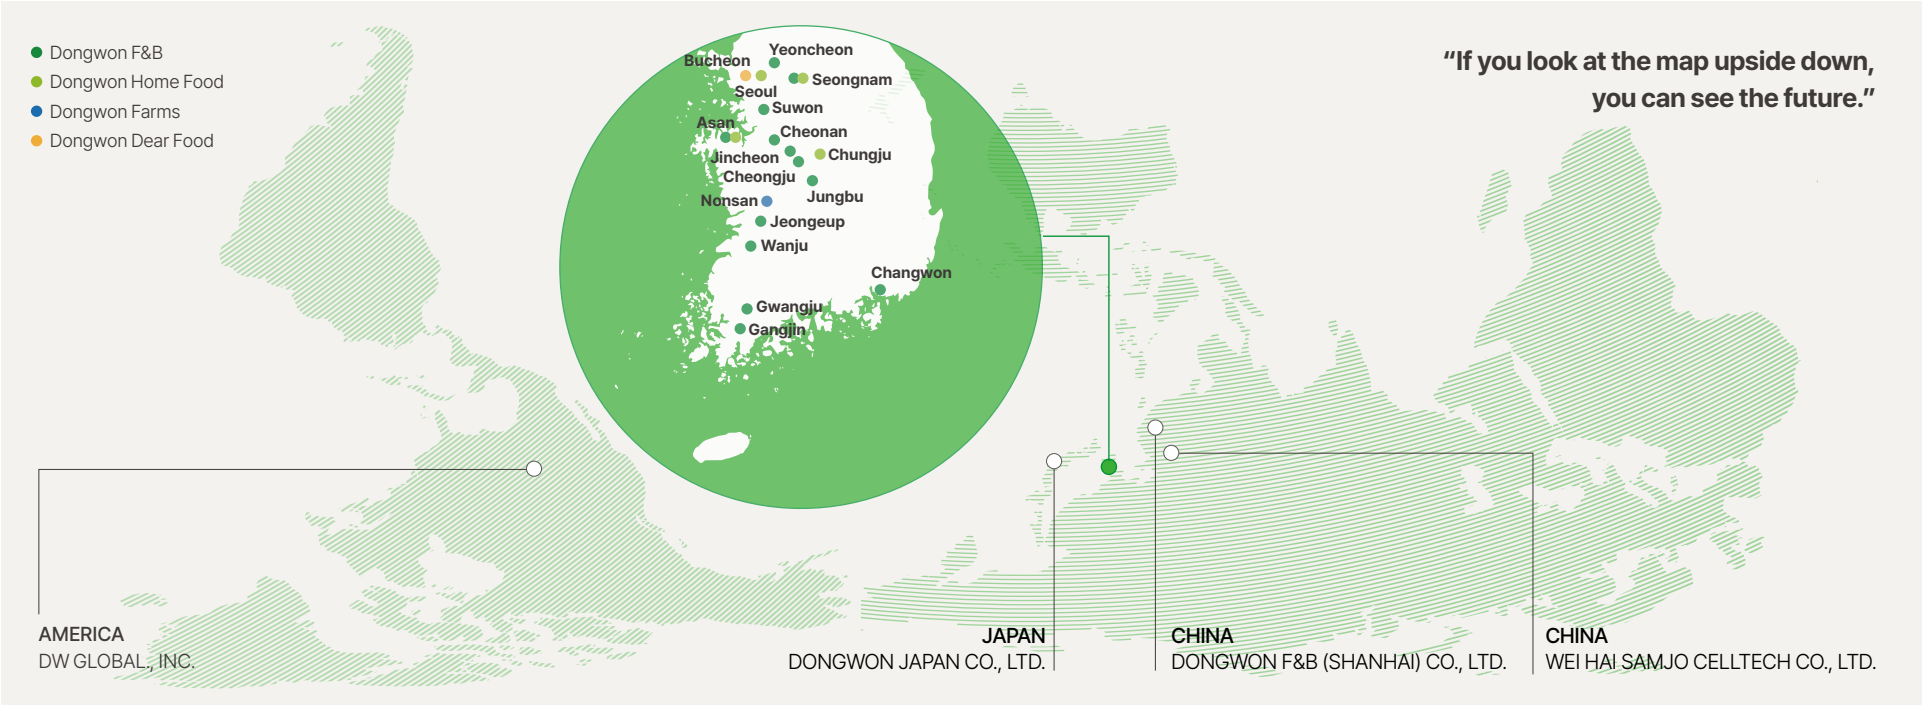 Dongwon F&B
Dongwon Home Food
Dongwon Farms
Dongwon Dear Food
“If you look at the map upside down,
you can see the future.”
Yeoncheon
Bucheon
Seongnam
Seoul
Suwon
Asan
Cheonan
Jincheon
Chungju
Cheongju
Jungbu
Nonsan
Jeongeup
Wanju
Changwon
Gwangju
Gangjin
AMERICA
DW GLOBAL., INC.
JAPAN
DONGWON JAPAN CO., LTD.
CHINA
DONGWON F&B (SHANHAI) CO., LTD.
CHINA
WEI HAI SAMJO CELLTECH CO., LTD.